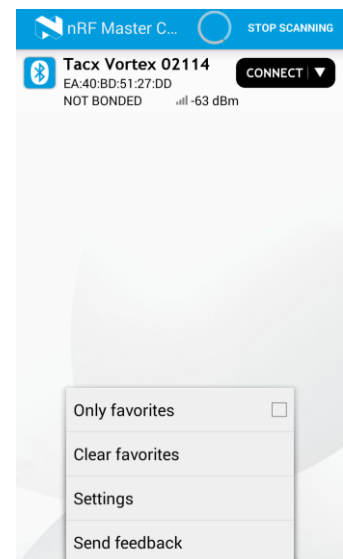 nRF Master C... STOP SCANNING
Tacx Vortex 02114
CONNECT
EA:40:BD:51:27:DD
NOT BONDED -63 dBm
Only favorites
Clear favorites
Settings
Send feedback